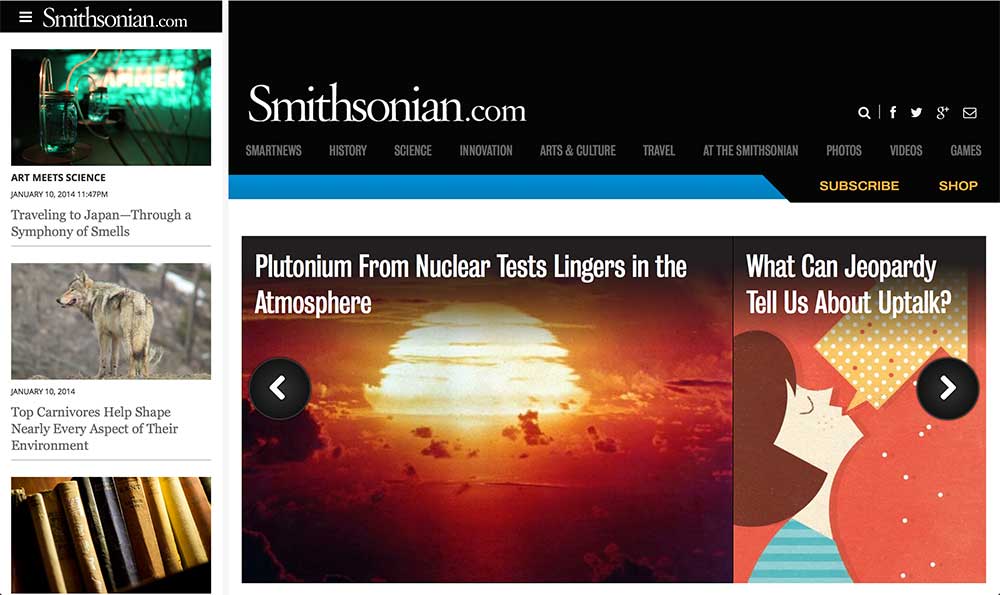 Smithsonian.com
ART MEETS SCIENCE
JANUARY 10, 2014 11:47PM
Traveling to Japan—Through a
Symphony of Smells
JANUARY 10, 2014
Top Carnivores Help Shape
Nearly Every Aspect of Their
Environment
Smithsonian.com
SMARTNEWS HISTORY SCIENCE INNOVATION ARTS & CULTURE TRAVEL AT THE SMITHSONIAN PHOTOS VIDEOS GAMES
SUBSCRIBE SHOP
Plutonium From Nuclear Tests Lingers in the
Atmosphere
What Can Jeopardy
Tell Us About Uptalk?